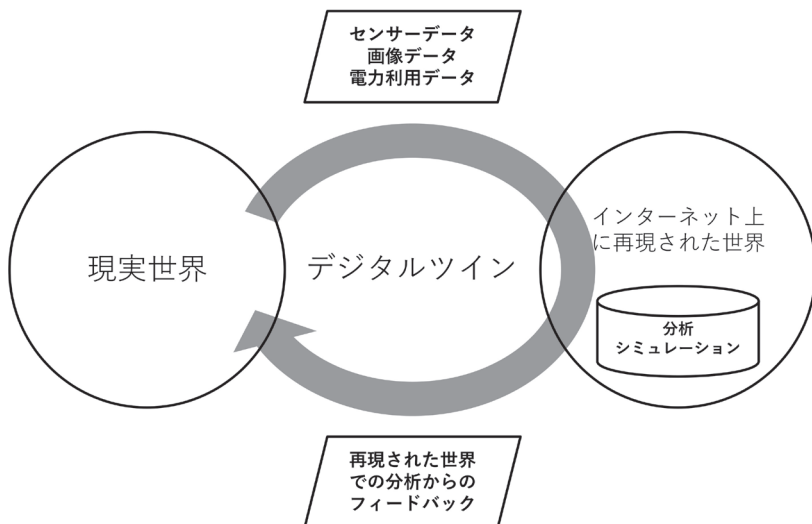 センサーデータ
画像データ
電力利用データ
現実世界
デジタルツイン
インターネット上
に再現された世界
分析
シミュレーション
再現された世界
での分析からの
フィードバック